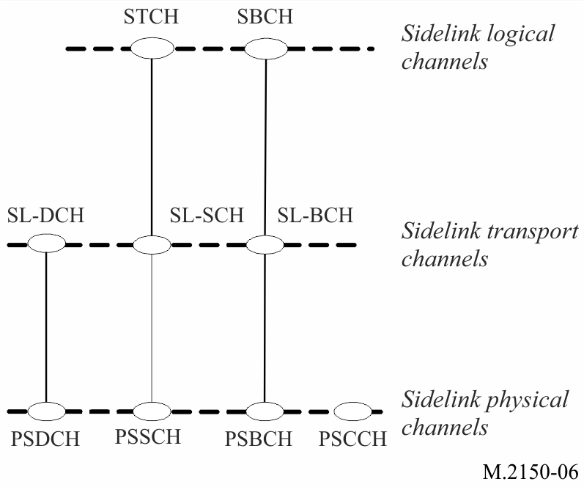 STCH SBCH
Sidelink logical
channels
SL-DCH SL-SCH SL-BCH
Sidelink transport
channels
Sidelink physical
channels
PSDCH PSSCH PSBCH PSCCH
M.2150-06